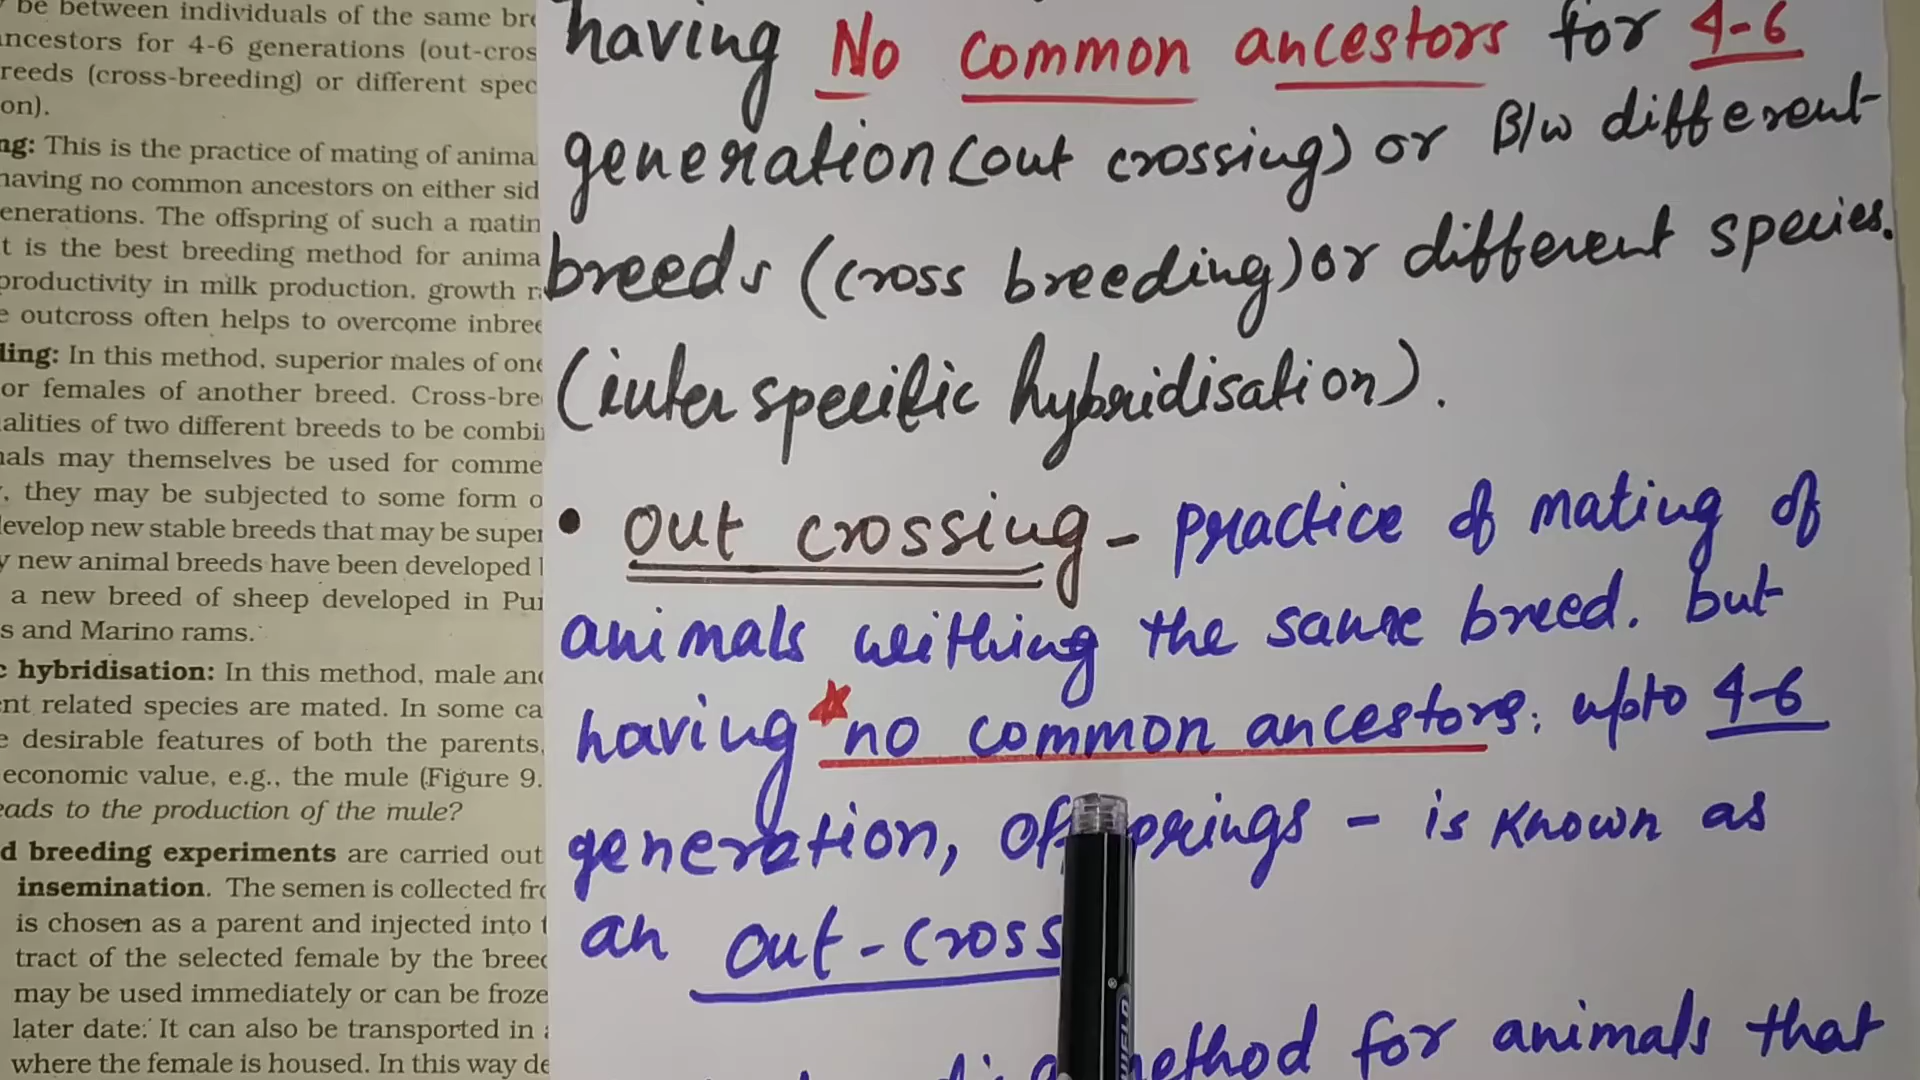 be between individuals of the same bre
ancestors for 4-6 generations (out-cros
reeds (cross-breeding) or different spec
on).
ng: This is the practice of mating of anima
having no common ancestors on either sid
enerations. The offspring of such a matin
t is the best breeding method for anima
productivity in milk production, growth r
e outcross often helps to overcome inbree
ding: In this method, superior males of one
or females of another breed. Cross-bre
alities of two different breeds to be combi
nals may themselves be used for comme
, they may be subjected to some form o
develop new stable breeds that may be super
y new animal breeds have been developed
a new breed of sheep developed in Pu
s and Marino rams.
c hybridisation: In this method, male and
nt related species are mated. In some ca
e desirable features of both the parents,
economic value, e.g., the mule (Figure 9.
eads to the production of the mule?
d breeding experiments are carried out
insemination. The semen is collected fro
is chosen as a parent and injected into t
tract of the selected female by the breed
may be used immediately or can be froze
later date. It can also be transported in a
where the female is housed. In this way de
having No common ancestors for 4-6
generation (out crossing) or B/w different
breeds (cross breeding) or different species.
(inter specific hybridisation).
• out crossing - practice of mating of
animals withing the same breed. but
having *no common ancestors. upto 4-6
generation, offsprings - is known as
an out-cross
method for animals that